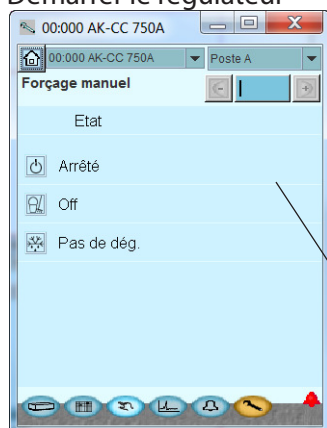 Démarrer le régulateur
00:000 AK-CC 750A
00:000 AK-CC 750A Poste A
Forçage manuel
Etat
Arrêté
Off
Pas de dég.